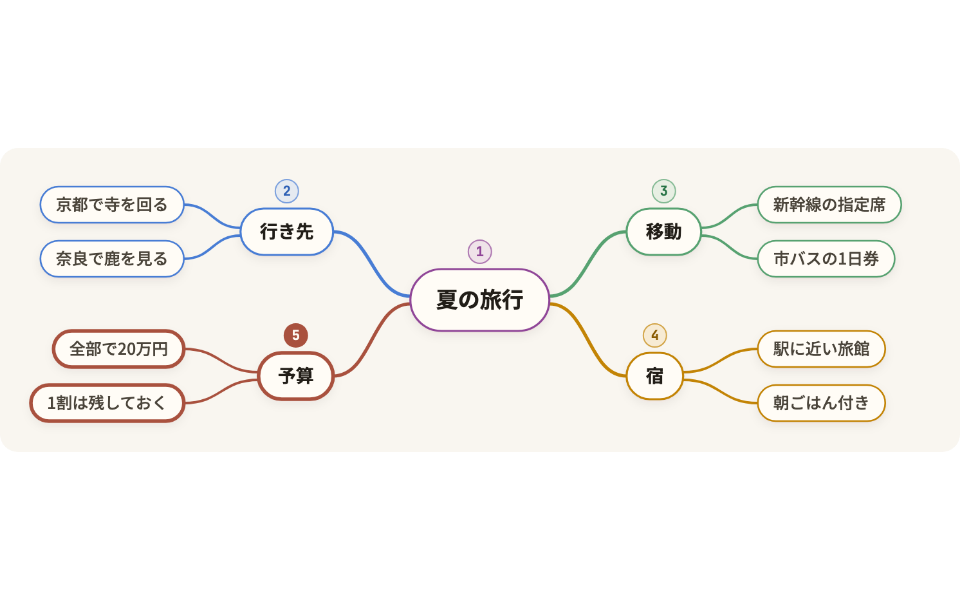 1
夏の旅行
2
行き先
京都で寺を回る
奈良で鹿を見る
3
移動
新幹線の指定席
市バスの1日券
4
宿
駅に近い旅館
朝ごはん付き
5
予算
全部で20万円
1割は残しておく